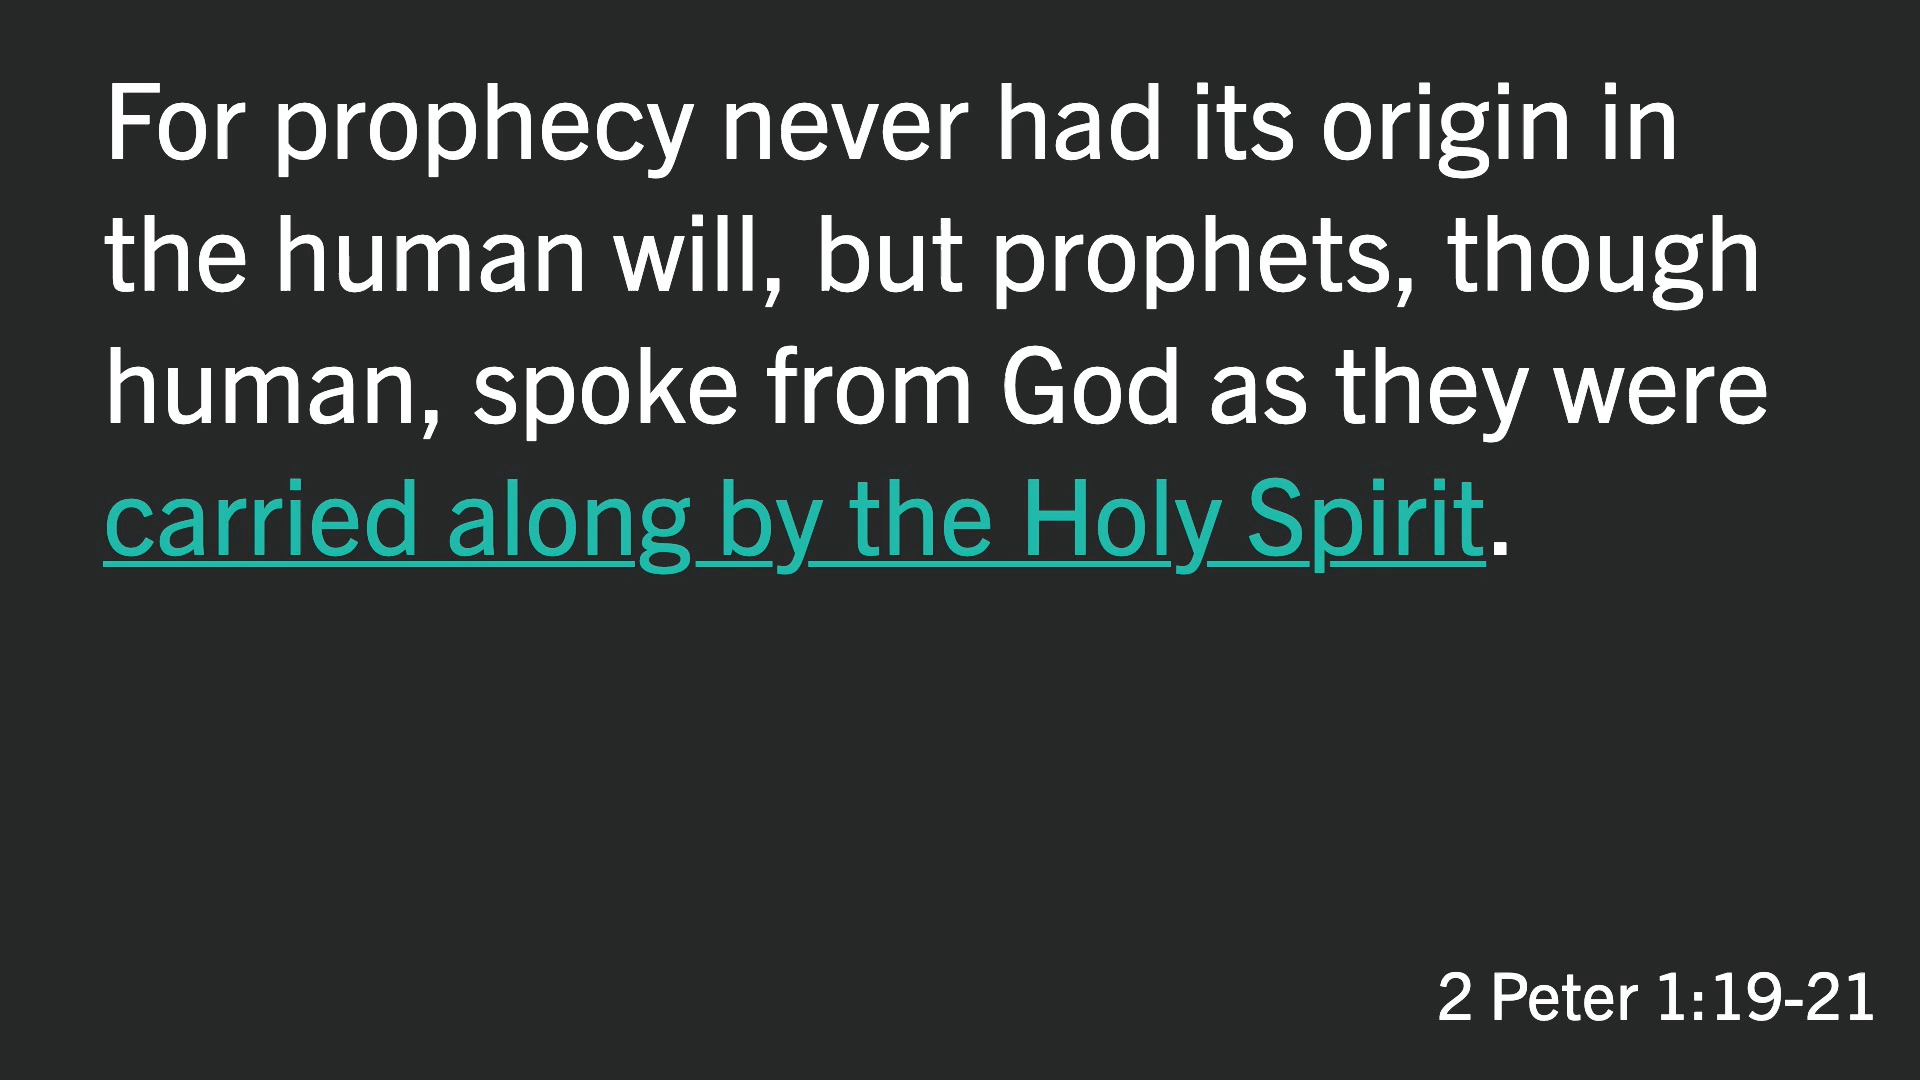 For prophecy never had its origin in
the human will, but prophets, though
human, spoke from God as they were
carried along by the Holy Spirit.
2 Peter 1:19-21